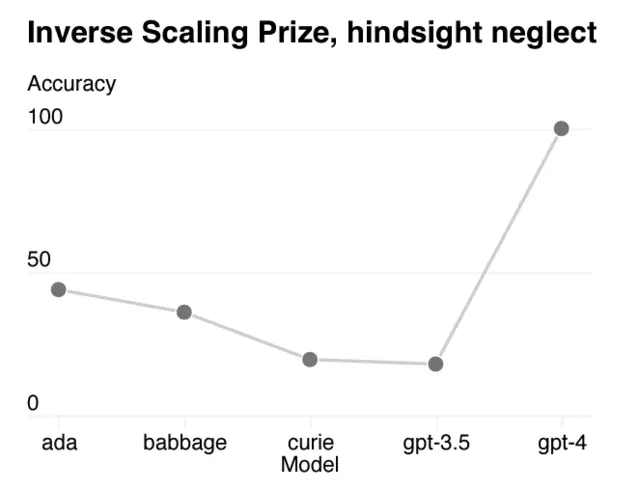 Inverse Scaling Prize, hindsight neglect
Accuracy
100
50
0
ada babbage curie gpt-3.5 gpt-4
Model